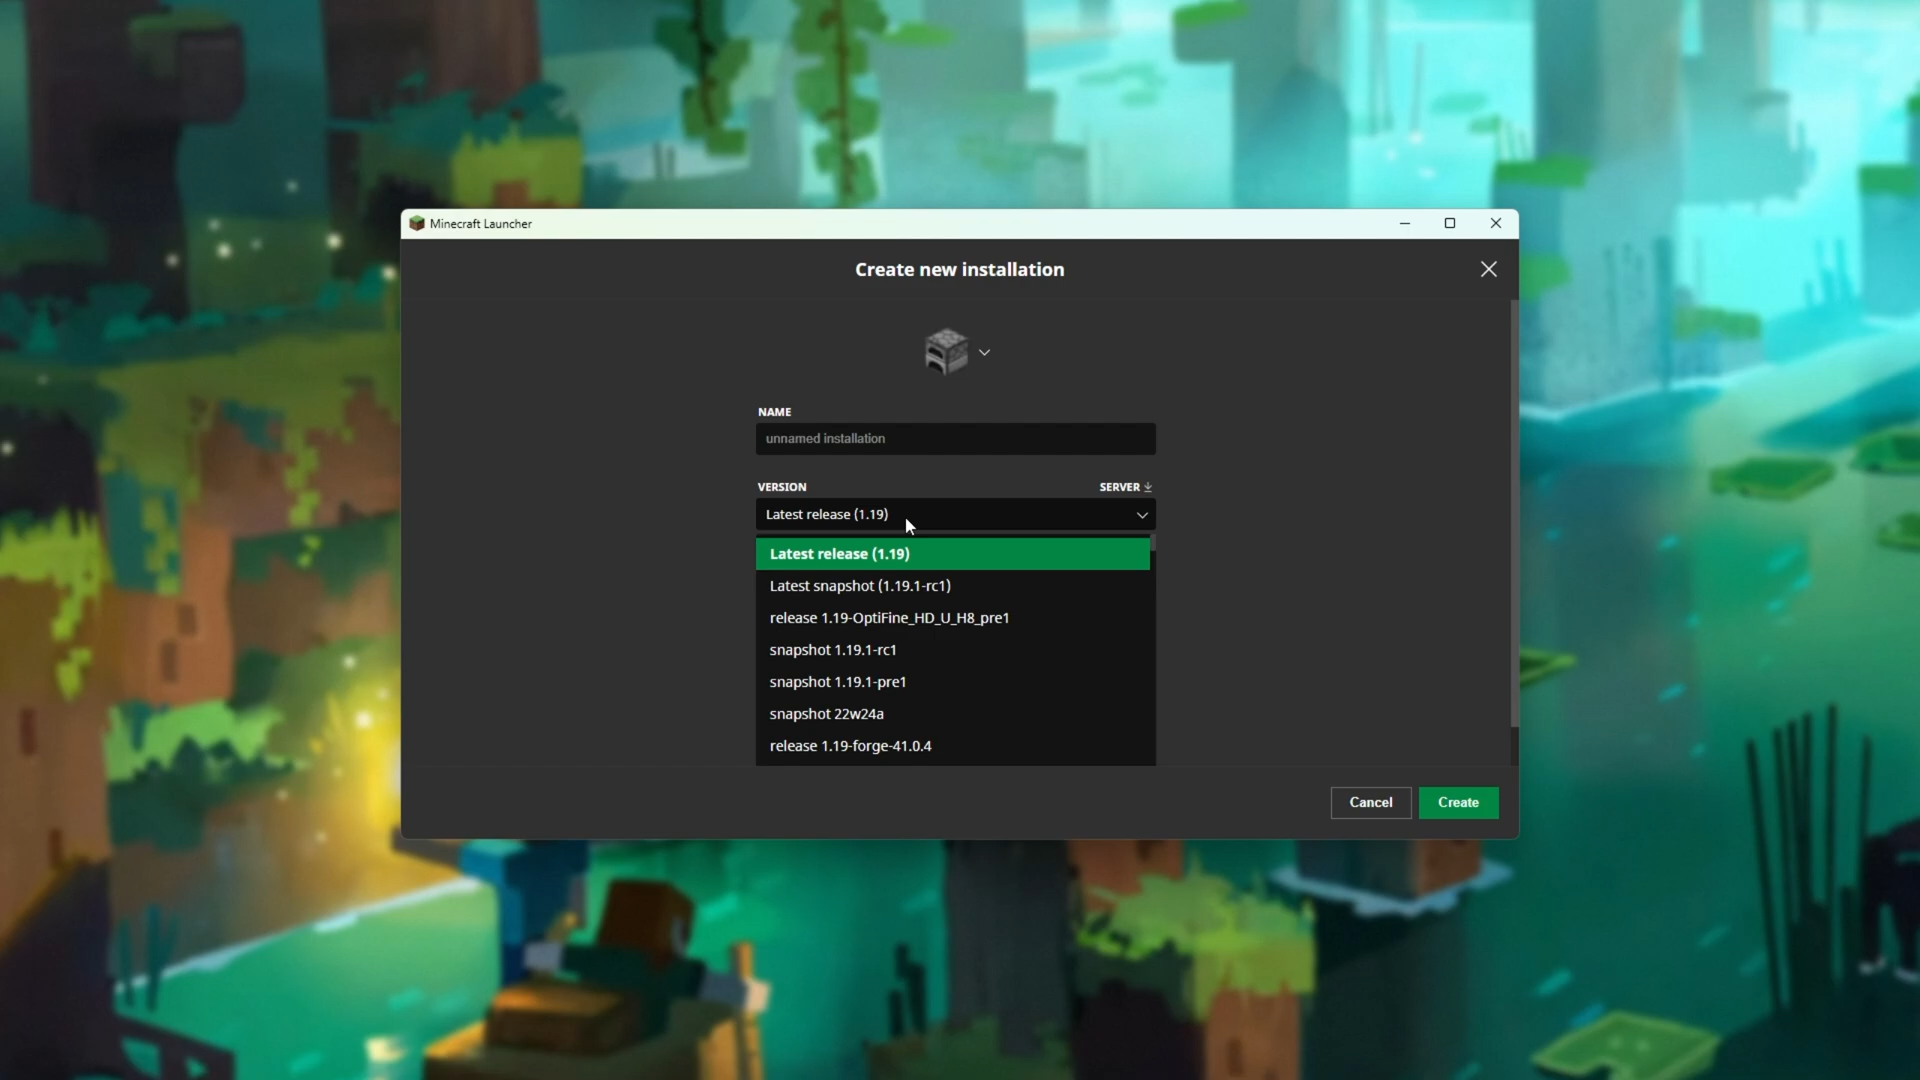 Minecraft Launcher
Create new installation
NAME
unnamed installation
VERSION
SERVER
Latest release (1.19)
Latest release (1.19)
Latest snapshot (1.19.1-rc1)
release 1.19-OptiFine_HD_U_H8_pre1
snapshot 1.19.1-rc1
snapshot 1.19.1-pre1
snapshot 22w24a
release 1.19-forge-41.0.4
Cancel
Create